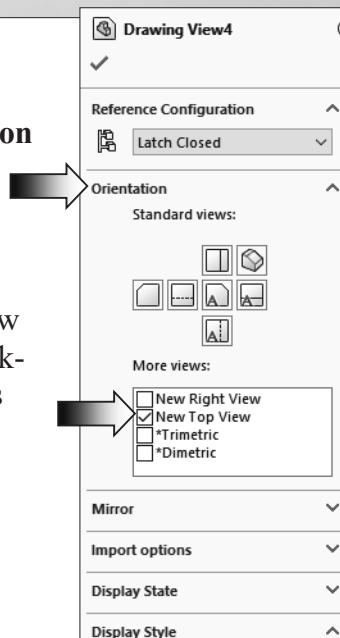 Drawing View4
Reference Configuration
on
Latch Closed
Orientation
Standard views:
A
A
A
w
k-
s
More views:
New Right View
New Top View
*Trimetric
*Dimetric
Mirror
Import options
Display State
Display Style